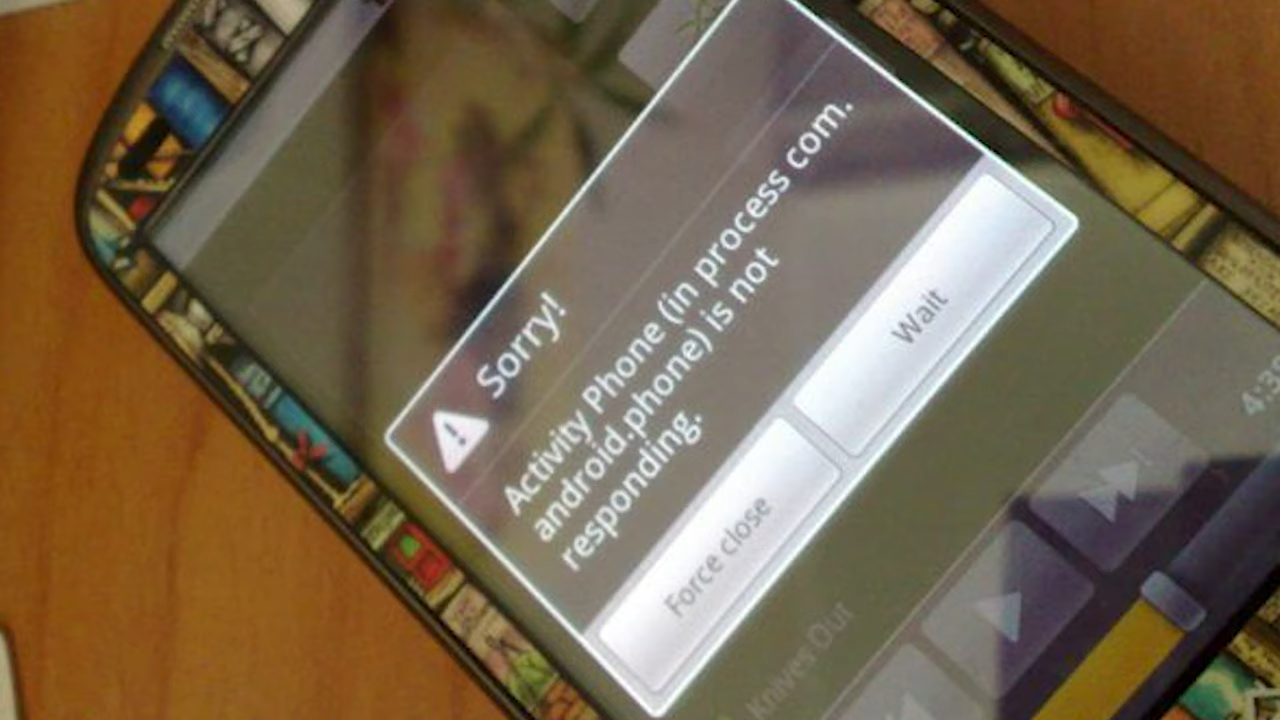 Sorry!
Activity Phone (in process com.
android.phone) is not
responding.
Force close
Wait
Knives Out